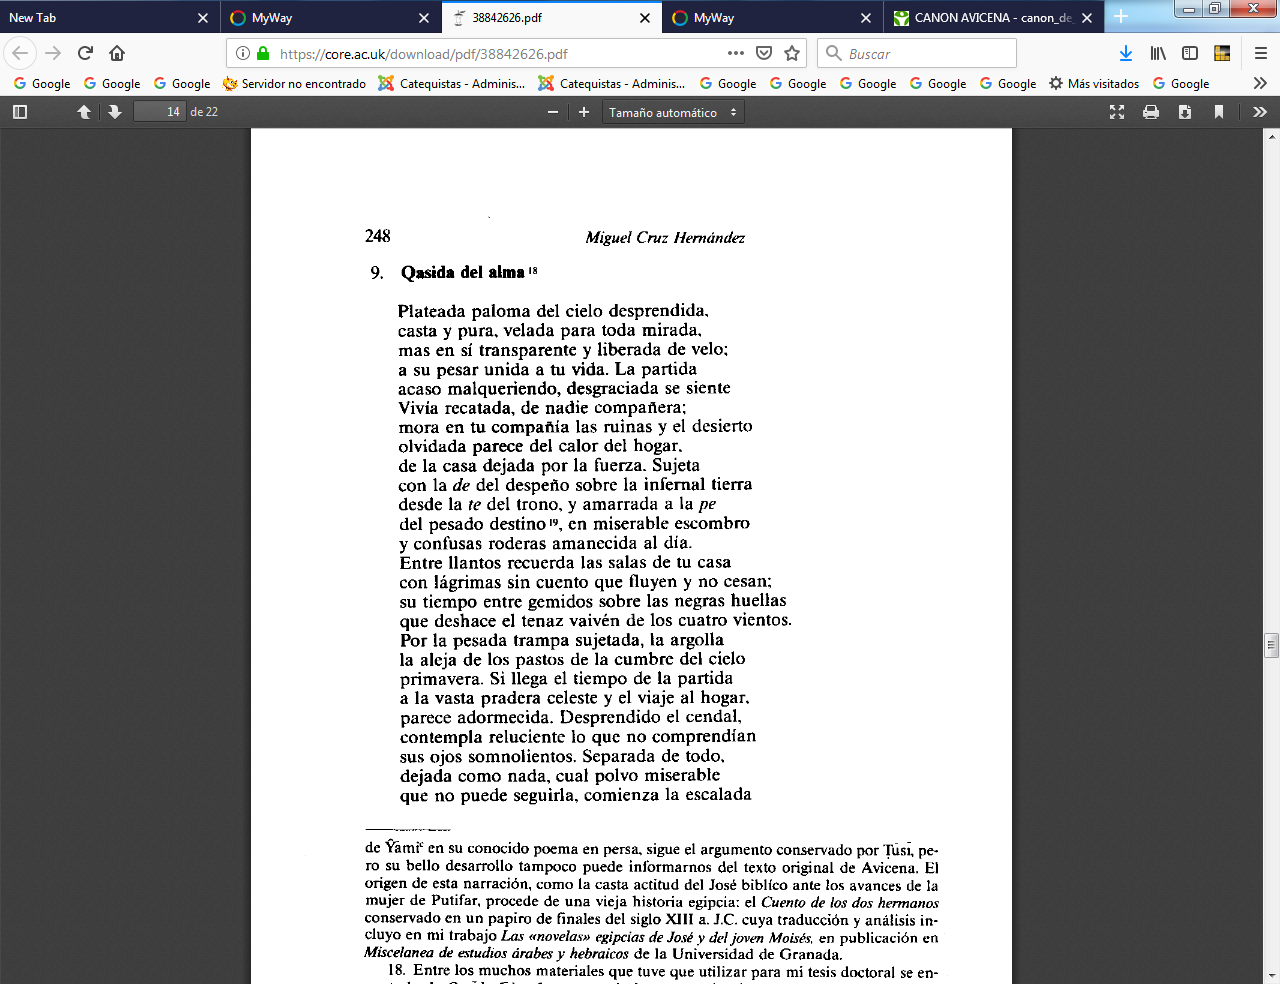 New Tab
MyWay
38842626.pdf
MyWay
CANON AVICENA - canon_de_
https://core.ac.uk/download/pdf/38842626.pdf
Buscar
Google Google Google Servidor no encontrado Catequistas - Adminis... Catequistas - Adminis... Google Google Google Google Google Más visitados Google
14 de 22
Tamaño automático
248 Miguel Cruz Hernández
9. Qasida del alma 18
Plateada paloma del cielo desprendida,
casta y pura, velada para toda mirada,
mas en sí transparente y liberada de velo;
a su pesar unida a tu vida. La partida
acaso malqueriendo, desgraciada se siente
Vivía recatada, de nadie compañera;
mora en tu compañía las ruinas y el desierto
olvidada parece del calor del hogar,
de la casa dejada por la fuerza. Sujeta
con la de del despeño sobre la infernal tierra
desde la te del trono, y amarrada a la pe
del pesado destino 19, en miserable escombro
y confusas roderas amanecida al día.
Entre llantos recuerda las salas de tu casa
con lágrimas sin cuento que fluyen y no cesan;
su tiempo entre gemidos sobre las negras huellas
que deshace el tenaz vaivén de los cuatro vientos.
Por la pesada trampa sujetada, la argolla
la aleja de los pastos de la cumbre del cielo
primavera. Si llega el tiempo de la partida
a la vasta pradera celeste y el viaje al hogar,
parece adormecida. Desprendido el cendal,
contempla reluciente lo que no comprendían
sus ojos somnolientos. Separada de todo,
dejada como nada, cual polvo miserable
que no puede seguirla, comienza la escalada
de Ŷāmīᶜ en su conocido poema en persa, sigue el argumento conservado por Ṭūsī, pe-
ro su bello desarrollo tampoco puede informarnos del texto original de Avicena. El
origen de esta narración, como la casta actitud del José bíblico ante los avances de la
mujer de Putifar, procede de una vieja historia egipcia: el Cuento de los dos hermanos
conservado en un papiro de finales del siglo XIII a. J.C. cuya traducción y análisis in-
cluyo en mi trabajo Las «novelas» egipcias de José y del joven Moisés, en publicación en
Miscelanea de estudios árabes y hebraicos de la Universidad de Granada.
18. Entre los muchos materiales que tuve que utilizar para mi tesis doctoral se en-